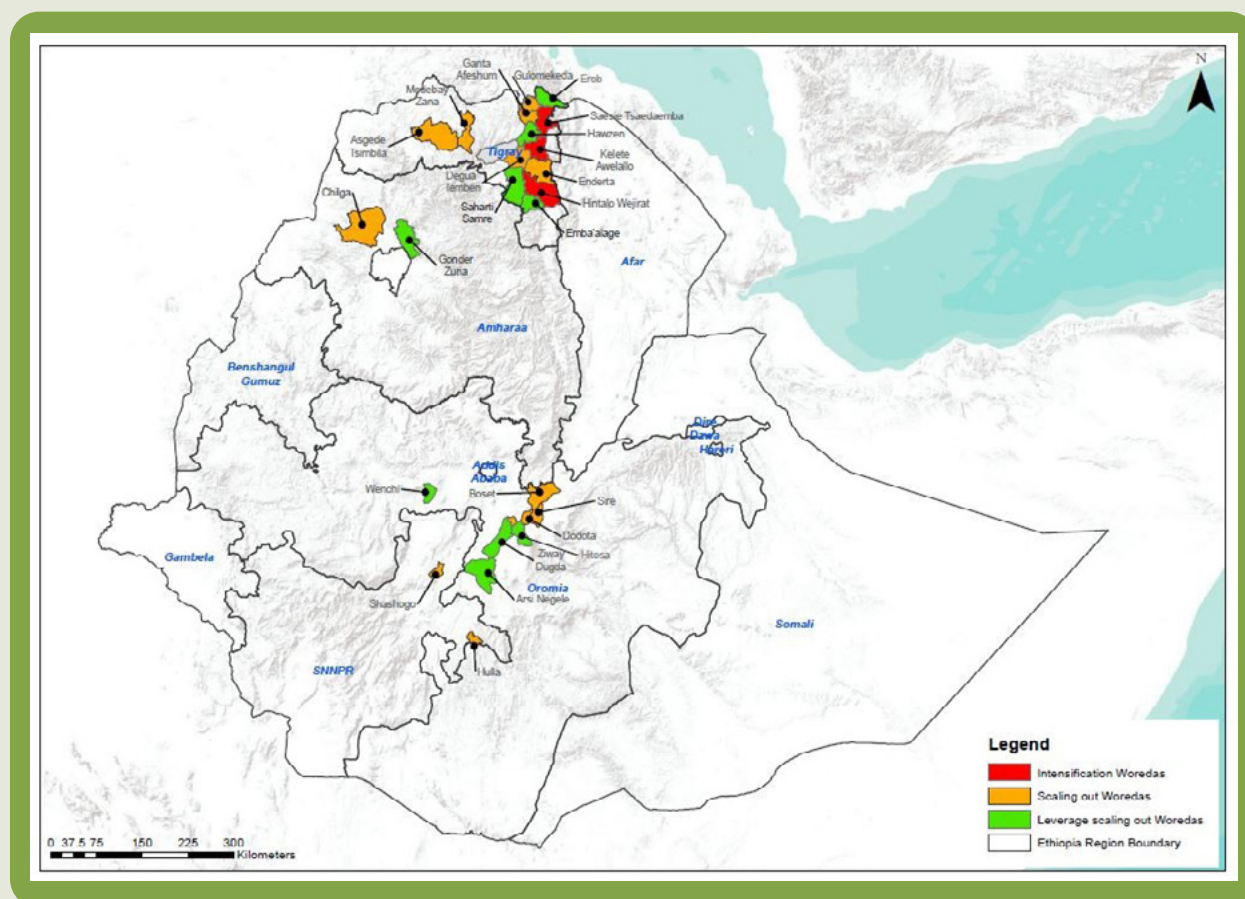 N
Ganta
Afeshum
Gulomekeda
Erob
Medebay
Zana
Saesie Tsaedaemba
Asgede
Tsimbila
Hawzen
Tigray
Kelete
Awelallo
Degua
Temben
Enderta
Chilga
Saharti
Samre
Hintalo Wejirat
Emba'alage
Gonder
Zuria
Afar
Amharaa
Benshangul
Gumuz
Dire
Dawa
Hareri
Addis
Ababa
Wenchi
Boset
Sire
Dodota
Gambela
Ziway
Dugda
Hitosa
Oromia
Shashogo
Arsi Negele
Somali
SNNPR
Hulla
Legend
Intensification Woredas
Scaling out Woredas
Leverage scaling out Woredas
Ethiopia Region Boundary
0 37.5 75 150 225 300
Kilometers